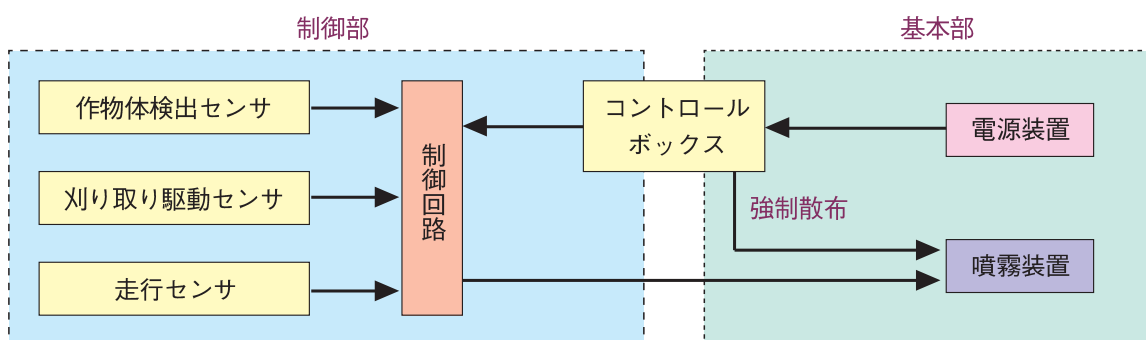 制御部
基本部
作物体検出センサ
刈り取り駆動センサ
走行センサ
制御回路
コントロール
ボックス
強制散布
電源装置
噴霧装置